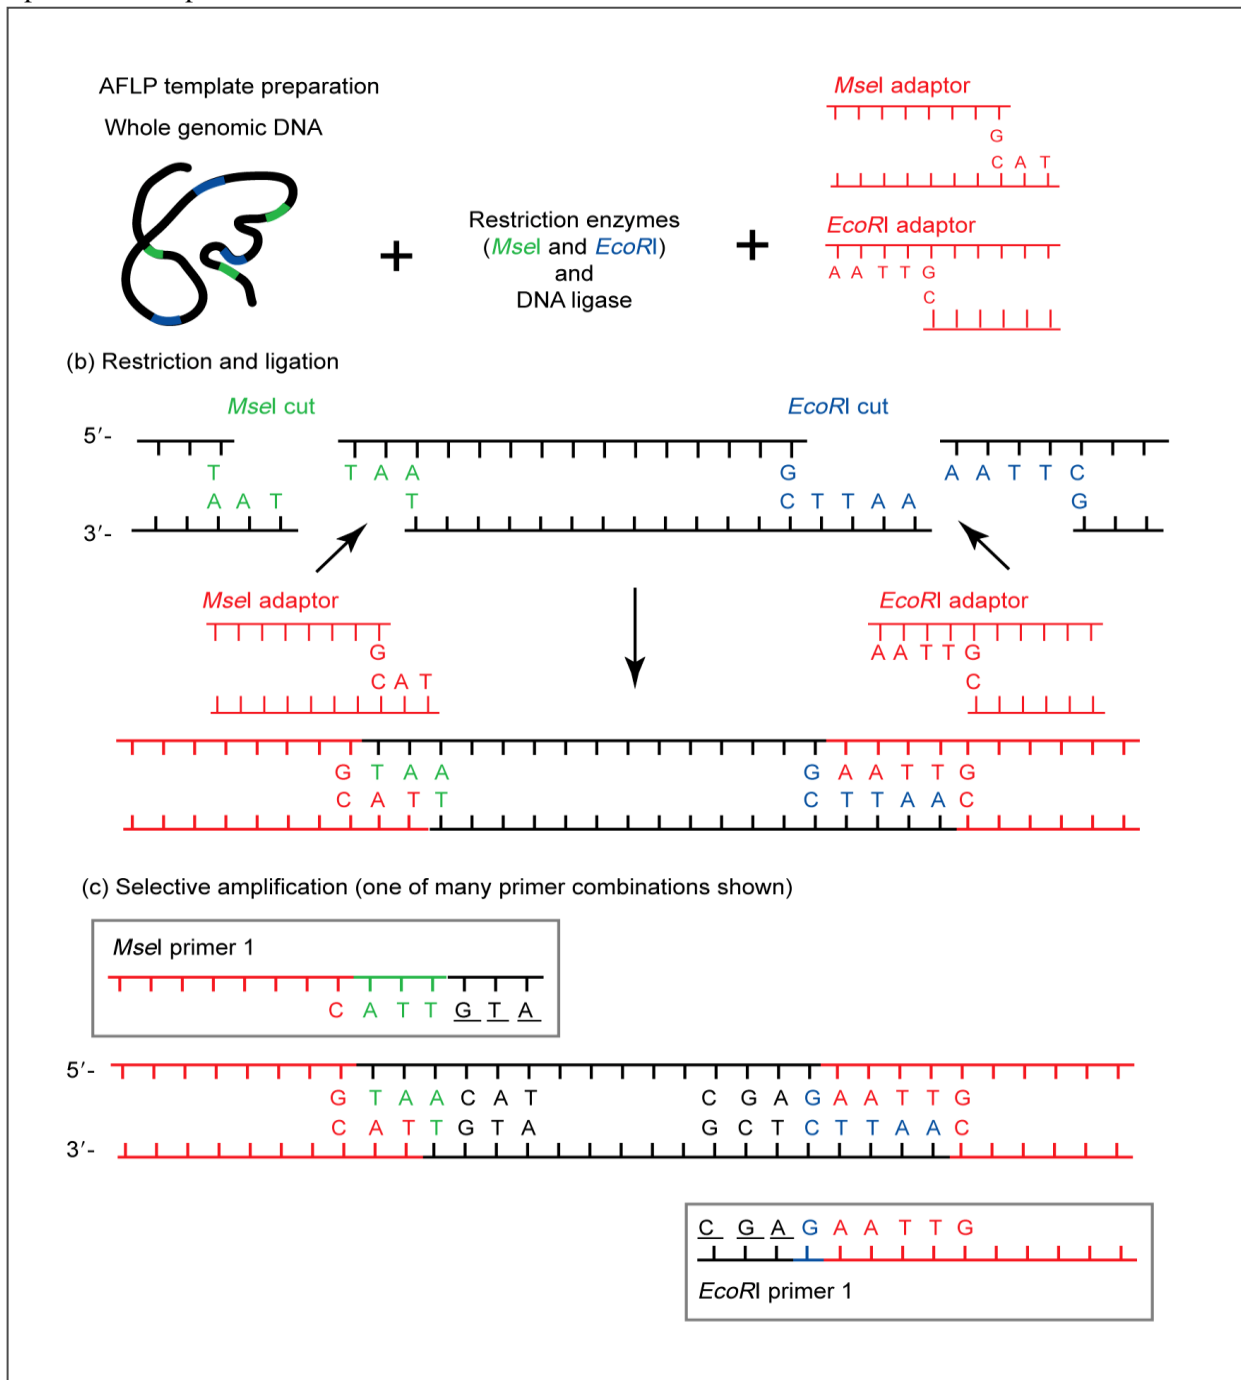 AFLP template preparation
Whole genomic DNA
Restriction enzymes
(MseI and EcoRI)
and
DNA ligase
MseI adaptor
G
C A T
EcoRI adaptor
A A T T G
C
(b) Restriction and ligation
MseI cut
EcoRI cut
5′-
T
T A A
G
A A T T C
A A T
T
C T T A A
G
3′-
MseI adaptor
G
C A T
EcoRI adaptor
A A T T G
C
G T A A
G A A T T G
C A T T
C T T A A C
(c) Selective amplification (one of many primer combinations shown)
MseI primer 1
C A T T G T A
5′-
G T A A C A T
C G A G A A T T G
C A T T G T A
G C T C T T A A C
3′-
C G A G A A T T G
EcoRI primer 1